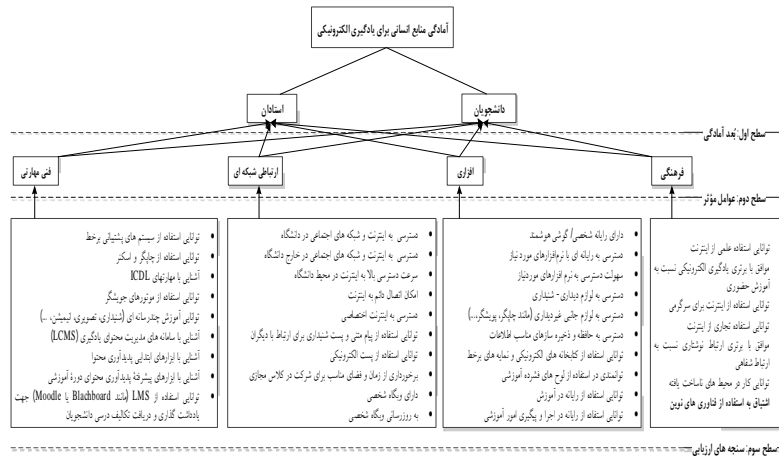 آمادگی منابع انسانی برای یادگیری الکترونیکی
دانشجویان
استادان
سطح اول: بُعد آمادگی
فرهنگی
افزاری
ارتباطی شبکه ای
فنی مهارتی
سطح دوم: عوامل مؤثر
توانایی استفاده علمی از اینترنت
موافق با برتری یادگیری الکترونیکی نسبت به
آموزش حضوری
توانایی استفاده از اینترنت برای سرگرمی
توانایی استفاده تجاری از اینترنت
موافق با برتری ارتباط نوشتاری نسبت به
ارتباط شفاهی
توانایی کار در محیط های ناساخت یافته
اشتیاق به استفاده از فناوری های نوین
دارای رایانه شخصی/ گوشی هوشمند
دسترسی به رایانه ای با نرم‌افزارهای مورد نیاز
سهولت دسترسی به نرم افزارهای موردنیاز
دسترسی به لوازم دیداری- شنیداری
دسترسی به لوازم جانبی غیردیداری (مانند چاپگر، پویشگر،...)
دسترسی به حافظه و ذخیره سازهای مناسب اطلاعات
توانایی استفاده از کتابخانه های الکترونیکی و نمایه های برخط
توانمندی در استفاده از لوح های فشرده آموزشی
توانایی استفاده از رایانه در آموزش
توانایی استفاده از رایانه در اجرا و پیگیری امور آموزشی
دسترسی به اینترنت و شبکه های اجتماعی در دانشگاه
دسترسی به اینترنت و شبکه های اجتماعی در خارج دانشگاه
سرعت دسترسی بالا به اینترنت در محیط دانشگاه
امکان اتصال دائم به اینترنت
دسترسی به اینترنت اختصاصی
توانایی استفاده از پیام متنی و پست شنیداری برای ارتباط با دیگران
توانایی استفاده از پست الکترونیکی
برخورداری از زمان و فضای مناسب برای شرکت در کلاس مجازی
دارای وبگاه شخصی
به روزرسانی وبگاه شخصی
توانایی استفاده از سیستم های پشتیبانی برخط
توانایی استفاده از چاپگر و اسکنر
آشنایی با مهارتهای ICDL
توانایی استفاده از موتورهای جویشگر
توانایی آموزش چندرسانه ای (شنیداری، تصویری، انیمیشن، ...)
آشنایی با سامانه های مدیریت محتوای یادگیری (LCMS)
آشنایی با ابزارهای ابتدایی پدیدآوری محتوا
آشنایی با ابزارهای پیشرفتۀ پدیدآوری محتوای دورۀ آموزشی
توانایی استفاده از LMS (مانند Blachboard یا Moodle) جهت
یادداشت گذاری و دریافت تکالیف درسی دانشجویان
سطح سوم: سنجه های ارزیابی